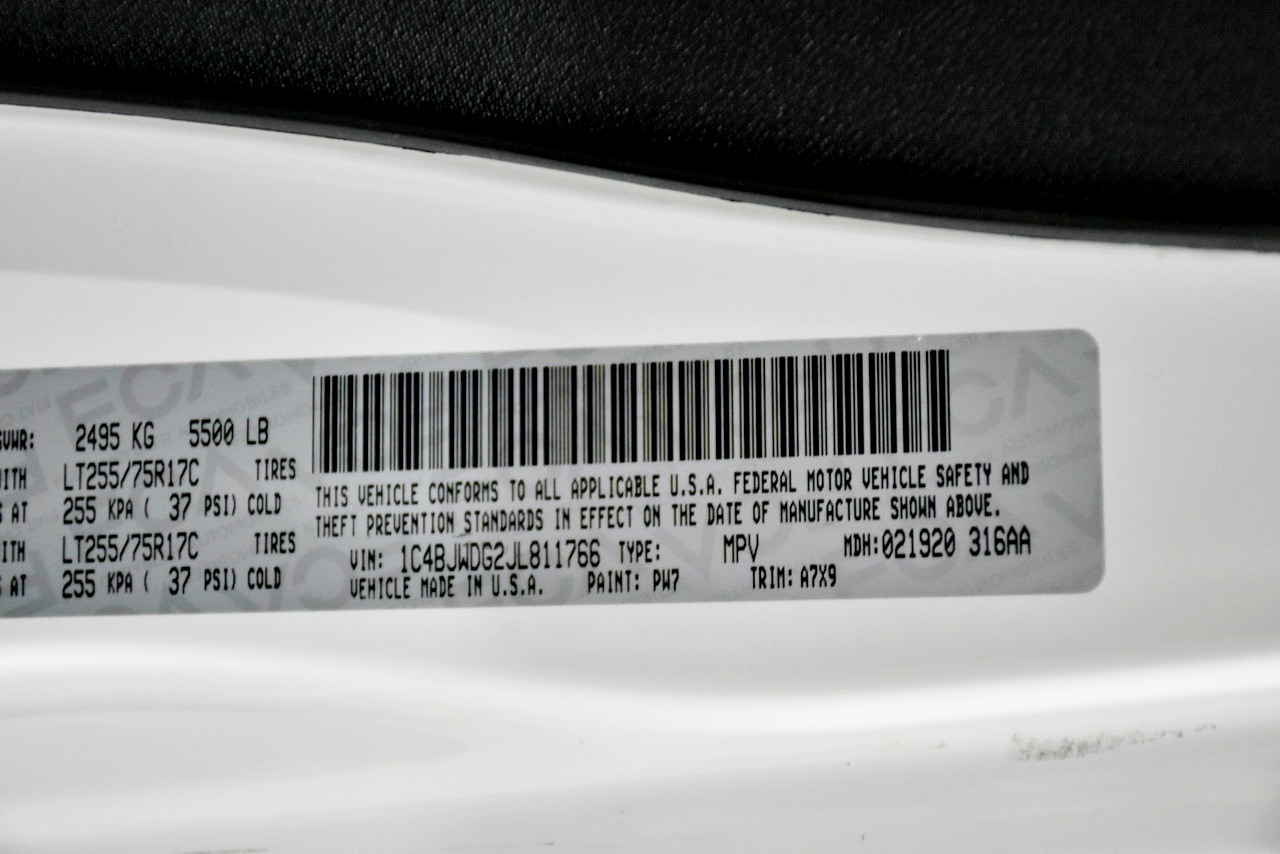 GVWR: 2495 KG 5500 LB
WITH LT255/75R17C TIRES
AT 255 KPA ( 37 PSI) COLD
WITH LT255/75R17C TIRES
AT 255 KPA ( 37 PSI) COLD
THIS VEHICLE CONFORMS TO ALL APPLICABLE U.S.A. FEDERAL MOTOR VEHICLE SAFETY AND
THEFT PREVENTION STANDARDS IN EFFECT ON THE DATE OF MANUFACTURE SHOWN ABOVE.
VIN: 1C4BJWDG2JL811766 TYPE: MPV MDH:021920 316AA
VEHICLE MADE IN U.S.A. PAINT: PW7 TRIM: A7X9